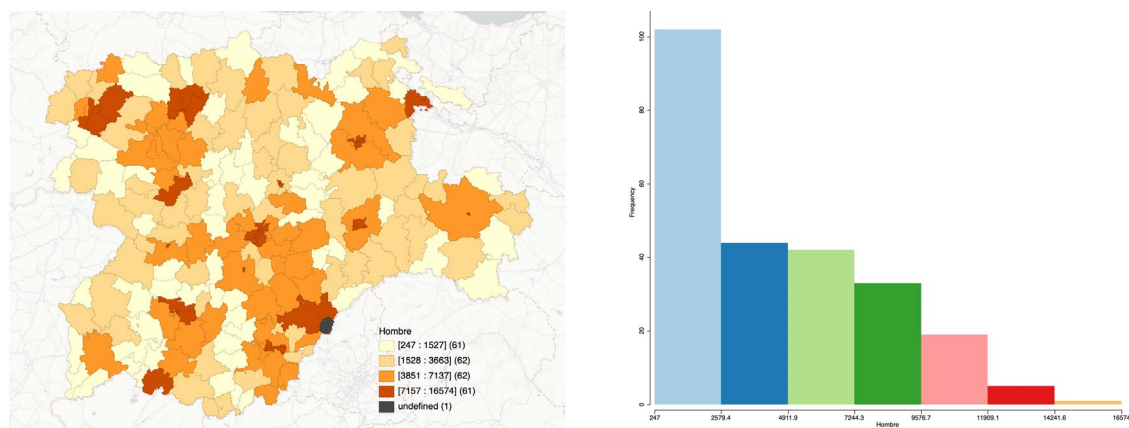 Hombre
[247 : 1527] (61)
[1528 : 3663] (62)
[3851 : 7137] (62)
[7157 : 16574] (61)
undefined (1)
100
80
60
40
20
0
Frequency
247 2579.4 4911.9 7244.3 9576.7 11909.1 14241.6 16574
Hombre